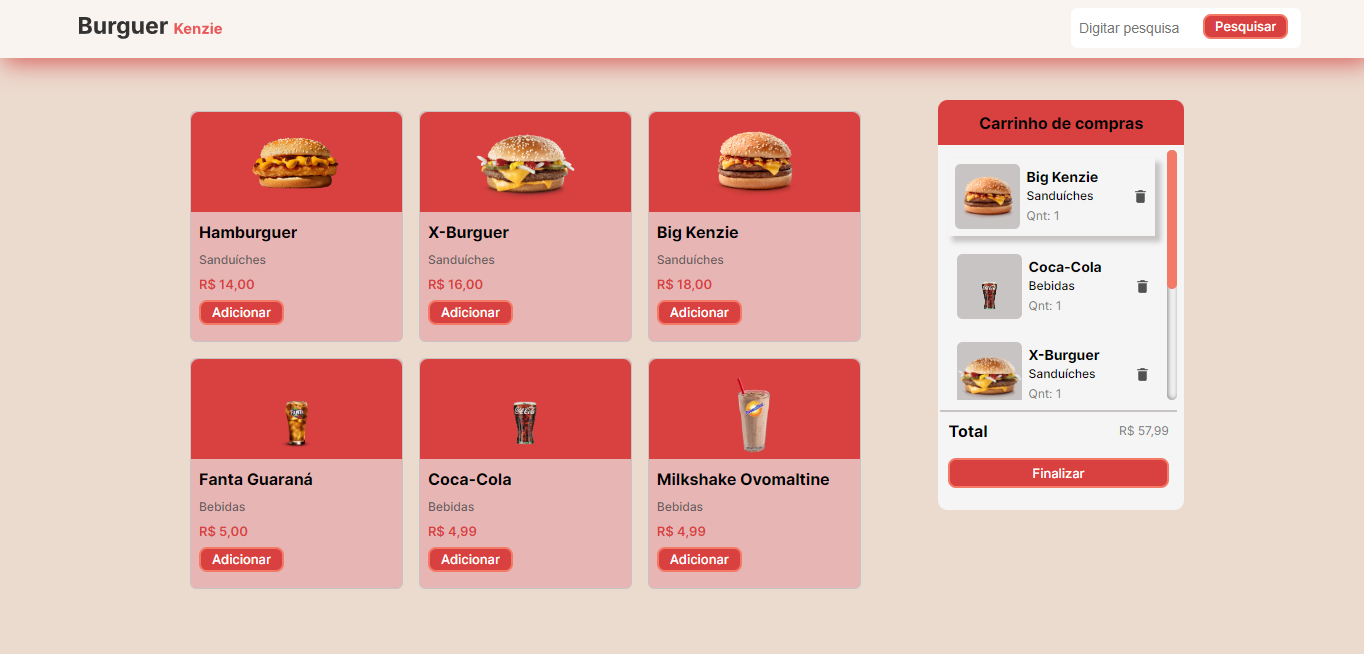 Burguer Kenzie
Digitar pesquisa
Pesquisar
Hamburguer
Sanduíches
R$ 14,00
Adicionar
X-Burguer
Sanduíches
R$ 16,00
Adicionar
Big Kenzie
Sanduíches
R$ 18,00
Adicionar
Fanta Guaraná
Bebidas
R$ 5,00
Adicionar
Coca-Cola
Bebidas
R$ 4,99
Adicionar
Milkshake Ovomaltine
Bebidas
R$ 4,99
Adicionar
Carrinho de compras
Big Kenzie
Sanduíches
Qnt: 1
Coca-Cola
Bebidas
Qnt: 1
X-Burguer
Sanduíches
Qnt: 1
Total
R$ 57,99
Finalizar